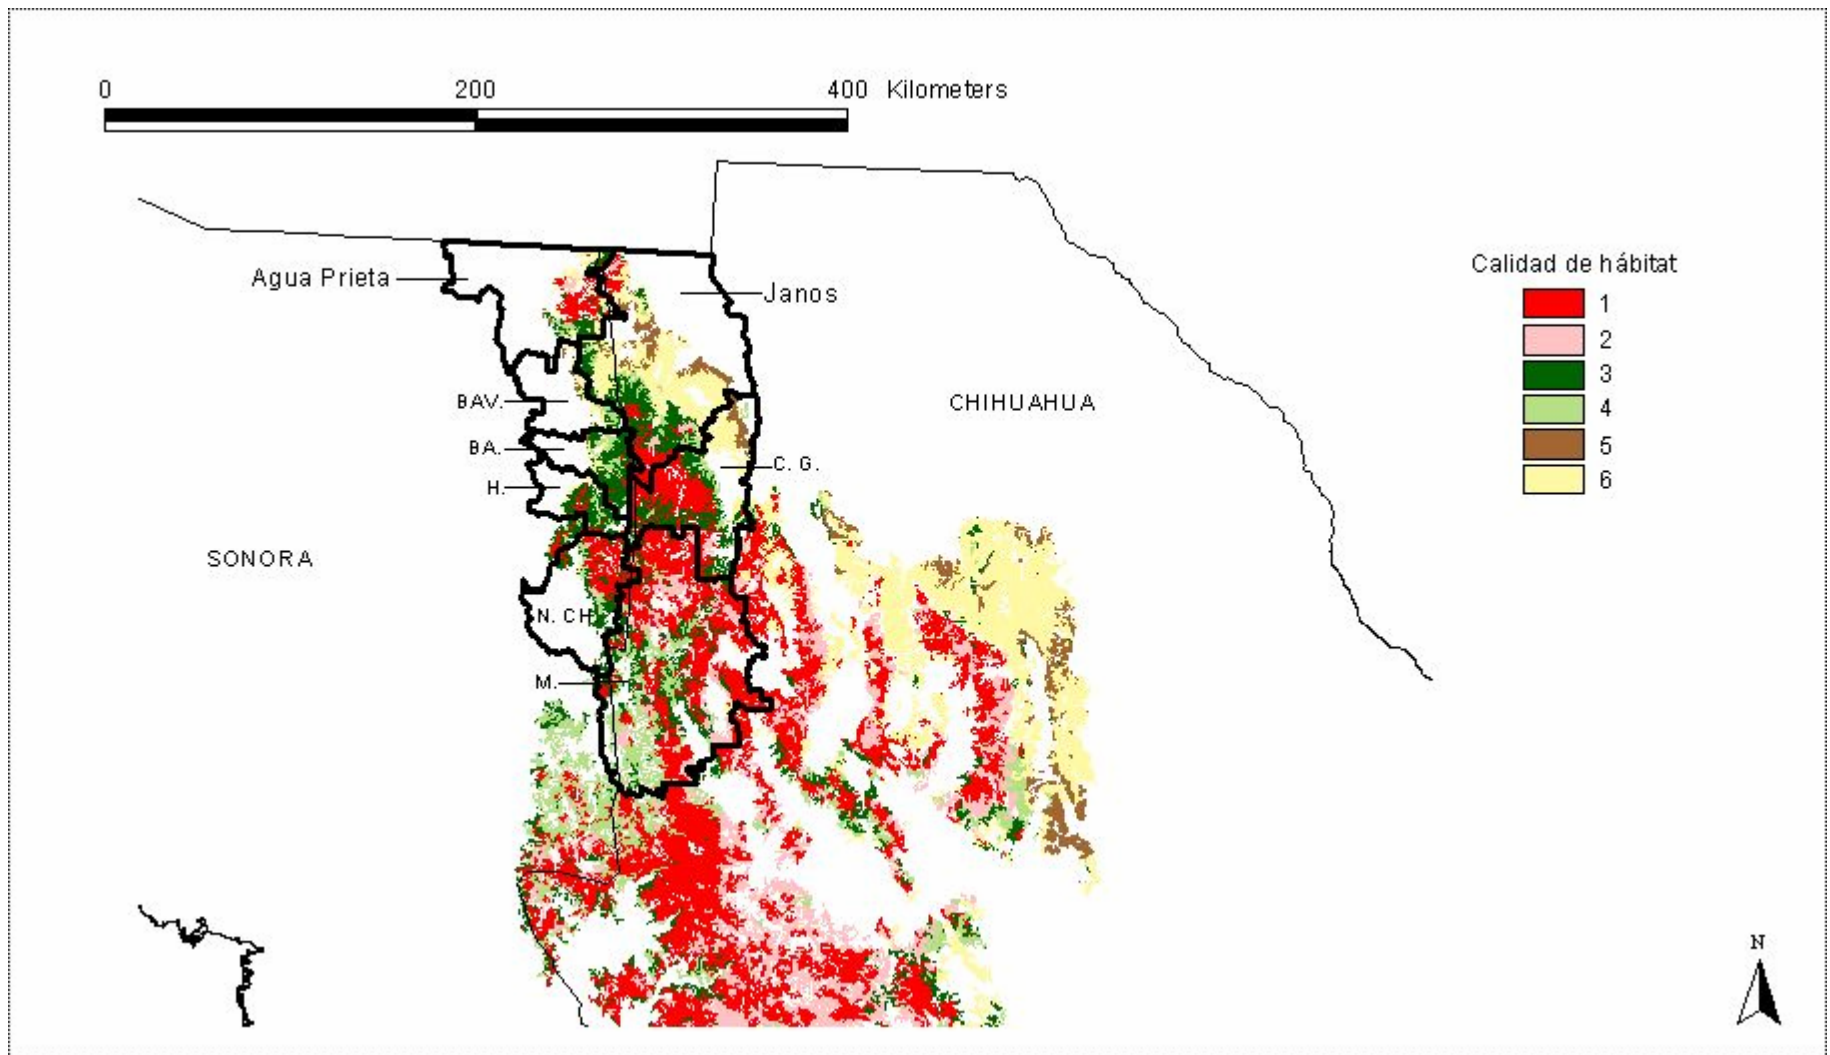 0 200 400 Kilometers
Agua Prieta
Janos
Calidad de hábitat
1
2
3
4
5
6
BAV.
CHIHUAHUA
BA.
C. G.
H.
SONORA
N. CH
M.
N